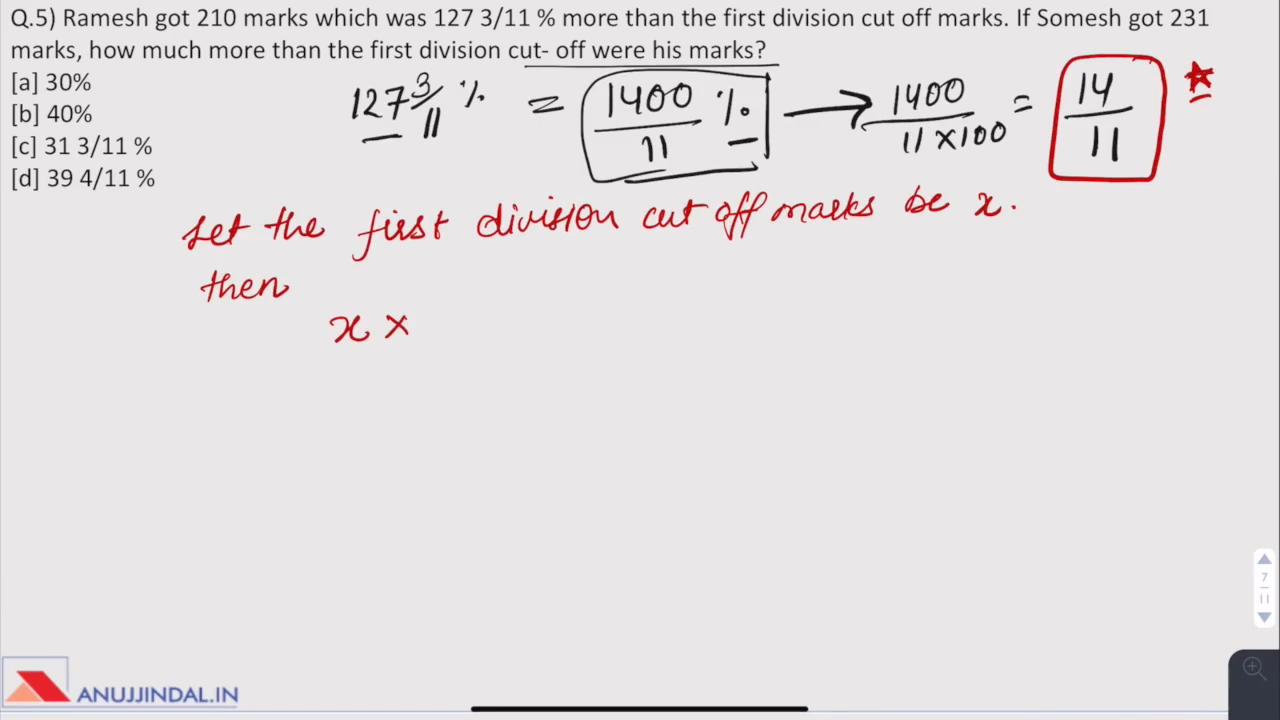 Q.5) Ramesh got 210 marks which was 127 3/11 % more than the first division cut off marks. If Somesh got 231
marks, how much more than the first division cut- off were his marks?
[a] 30%
[b] 40%
[c] 31 3/11 %
[d] 39 4/11 %
127 3/11 % = 1400/11 % → 1400/11×100 = 14/11
Let the first division cut off marks be x.
then
x ×
7
11
ANUJJINDAL.IN